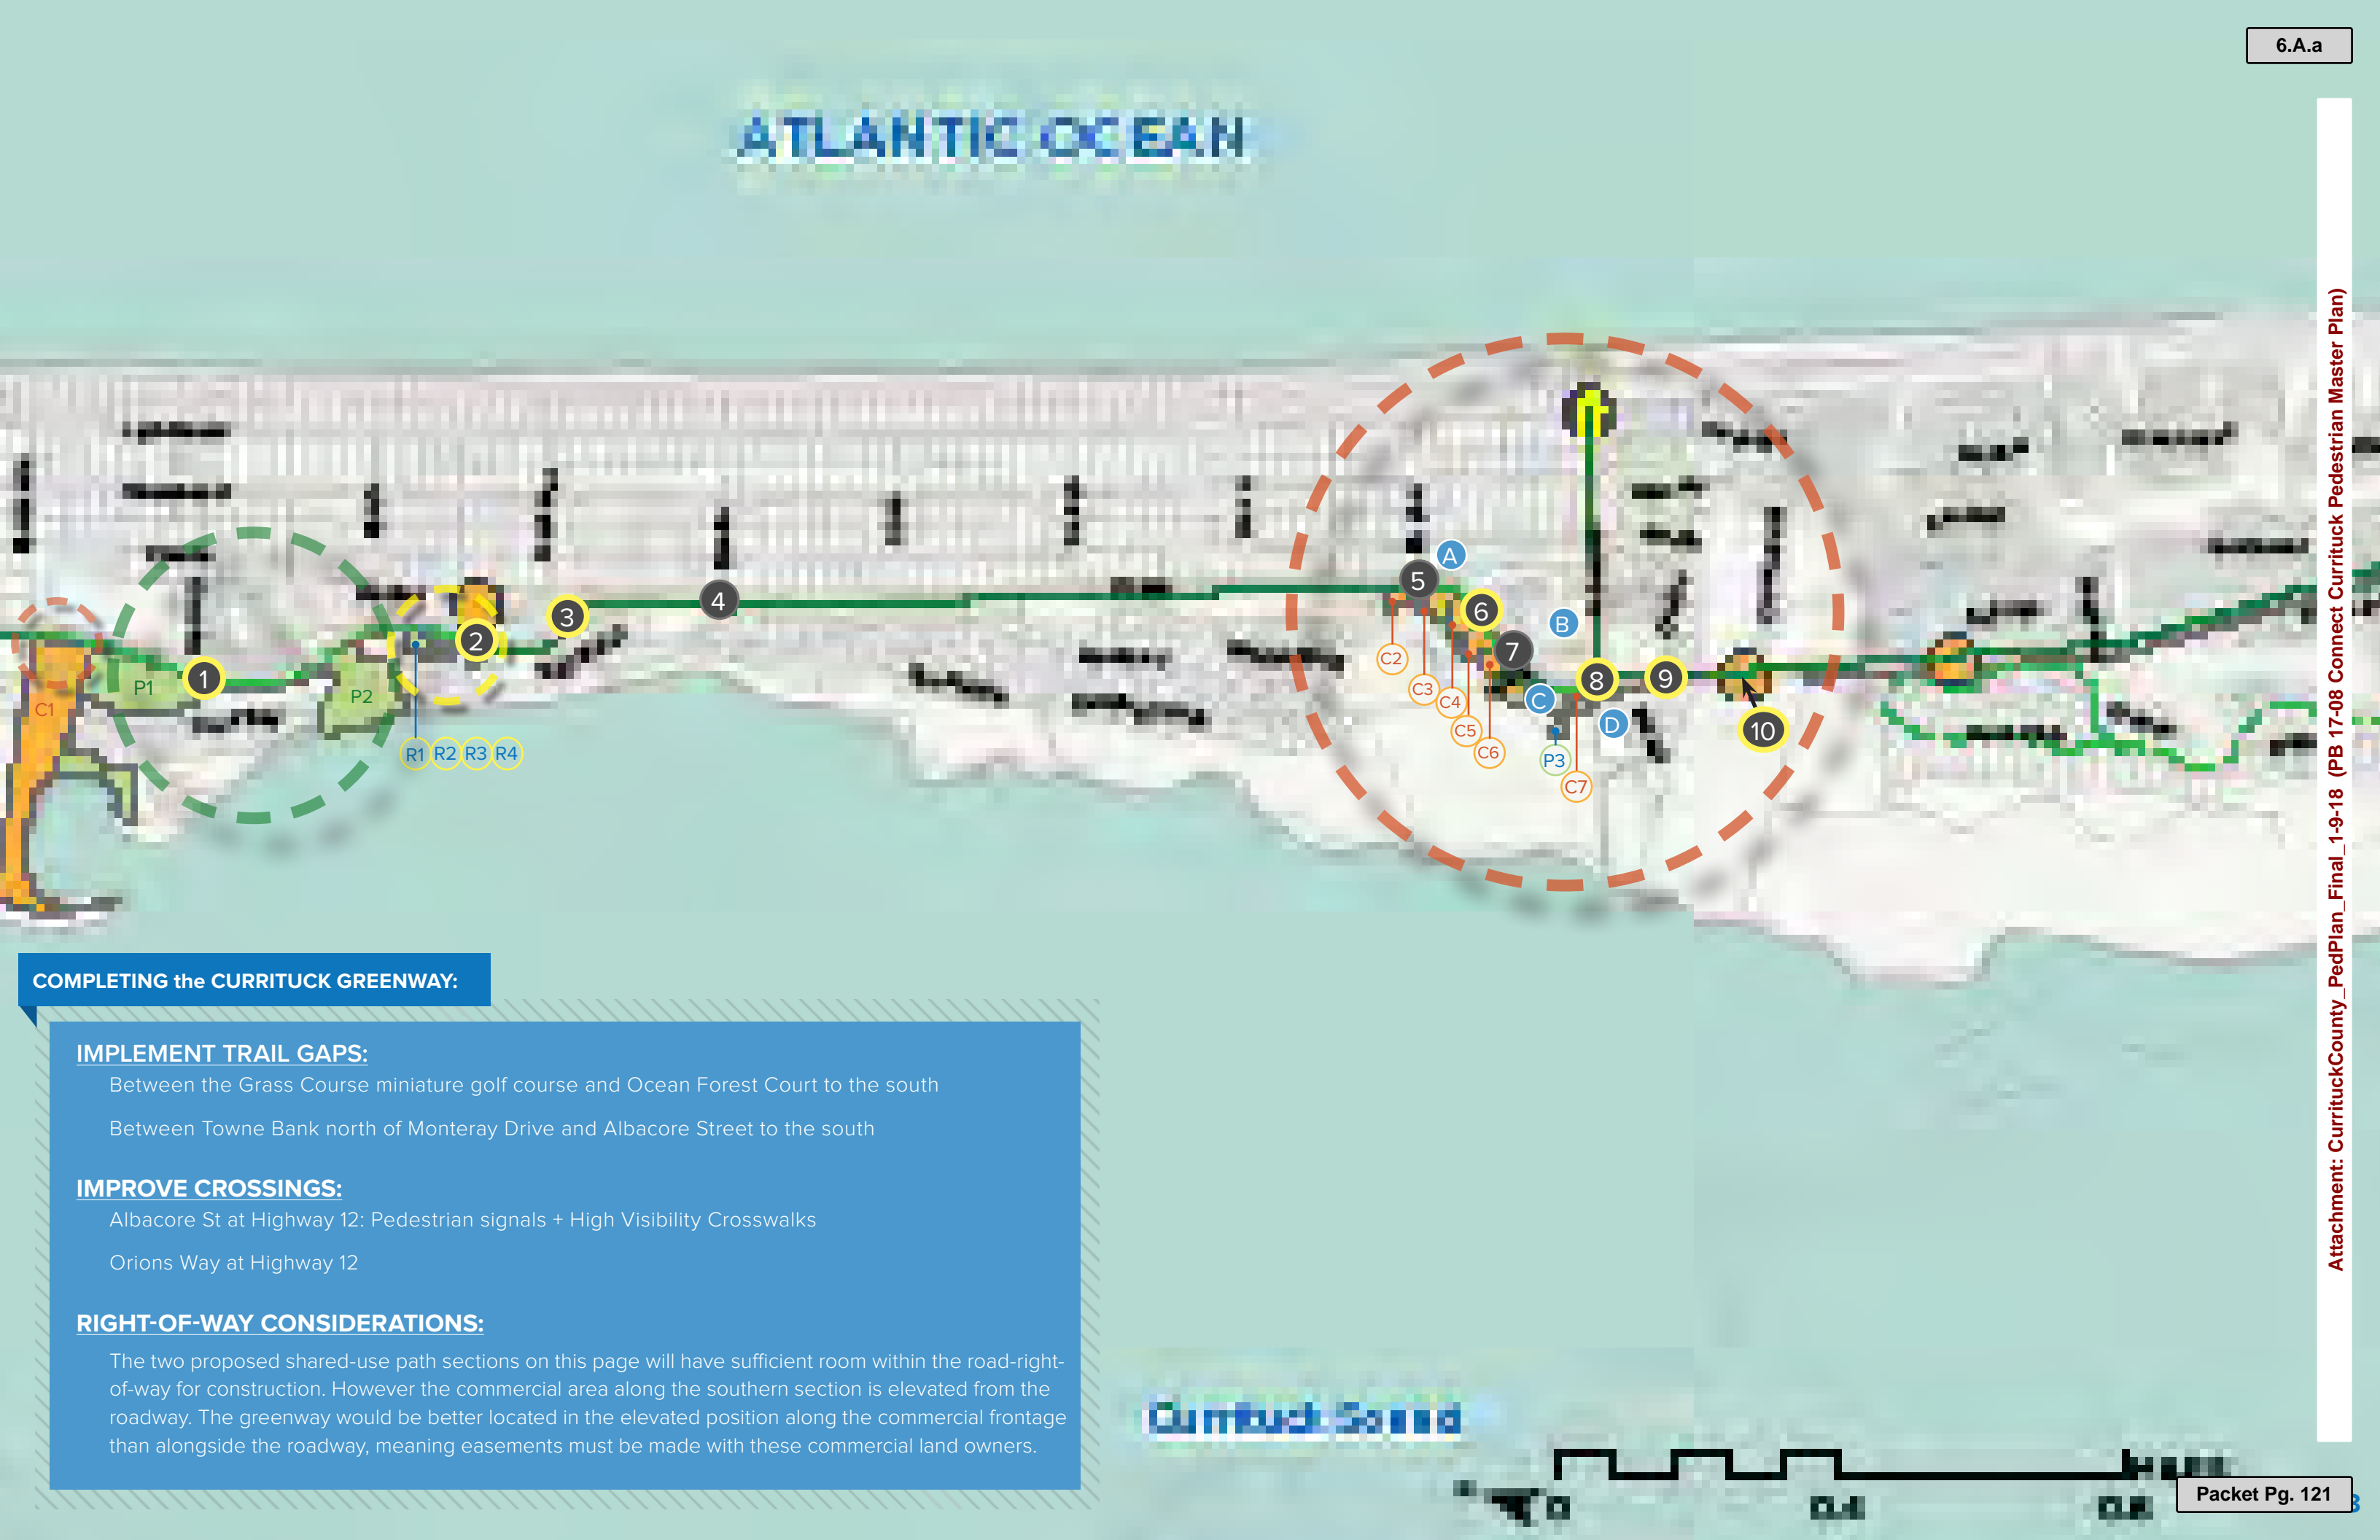 6.A.a
ATLANTIC OCEAN
A
5
4
3
6
B
2
7
C2
1
P1
P2
C1
8
9
C3
C
C4
D
C5
10
R1 R2 R3 R4
C6
P3
C7
COMPLETING the CURRITUCK GREENWAY:
IMPLEMENT TRAIL GAPS:
Between the Grass Course miniature golf course and Ocean Forest Court to the south
Between Towne Bank north of Monteray Drive and Albacore Street to the south
IMPROVE CROSSINGS:
Albacore St at Highway 12: Pedestrian signals + High Visibility Crosswalks
Orions Way at Highway 12
RIGHT-OF-WAY CONSIDERATIONS:
The two proposed shared-use path sections on this page will have sufficient room within the road-right-
of-way for construction. However the commercial area along the southern section is elevated from the
roadway. The greenway would be better located in the elevated position along the commercial frontage
than alongside the roadway, meaning easements must be made with these commercial land owners.
Currituck Sound
0
Attachment: CurrituckCounty_PedPlan_Final_1-9-18 (PB 17-08 Connect Currituck Pedestrian Master Plan)
Packet Pg. 121